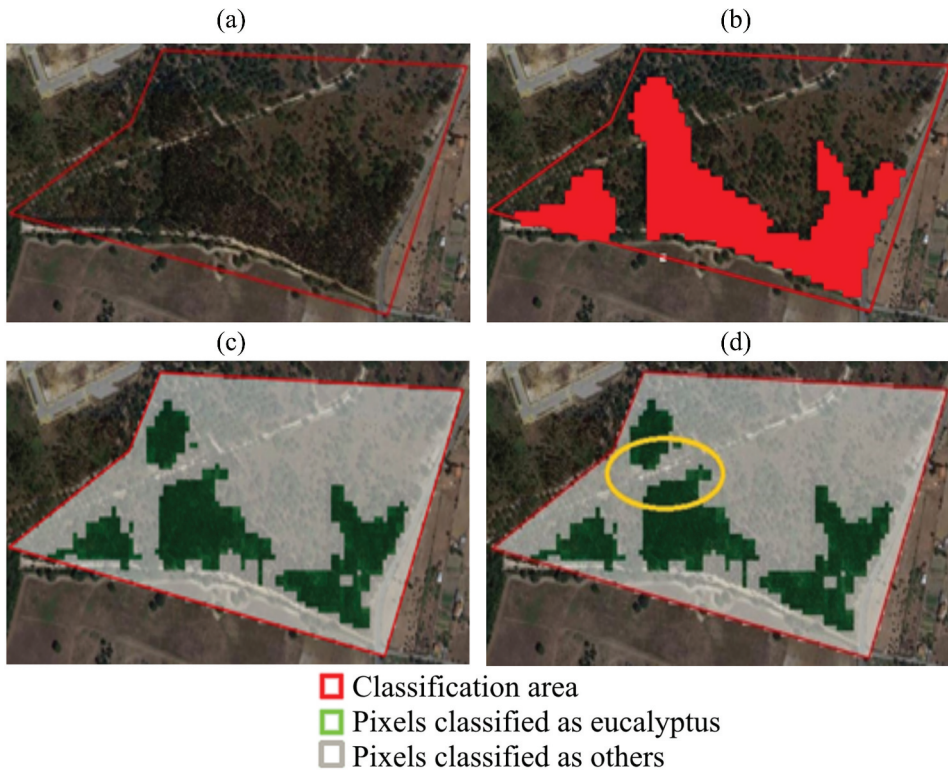 (a)
(b)
(c)
(d)
Classification area
Pixels classified as eucalyptus
Pixels classified as others